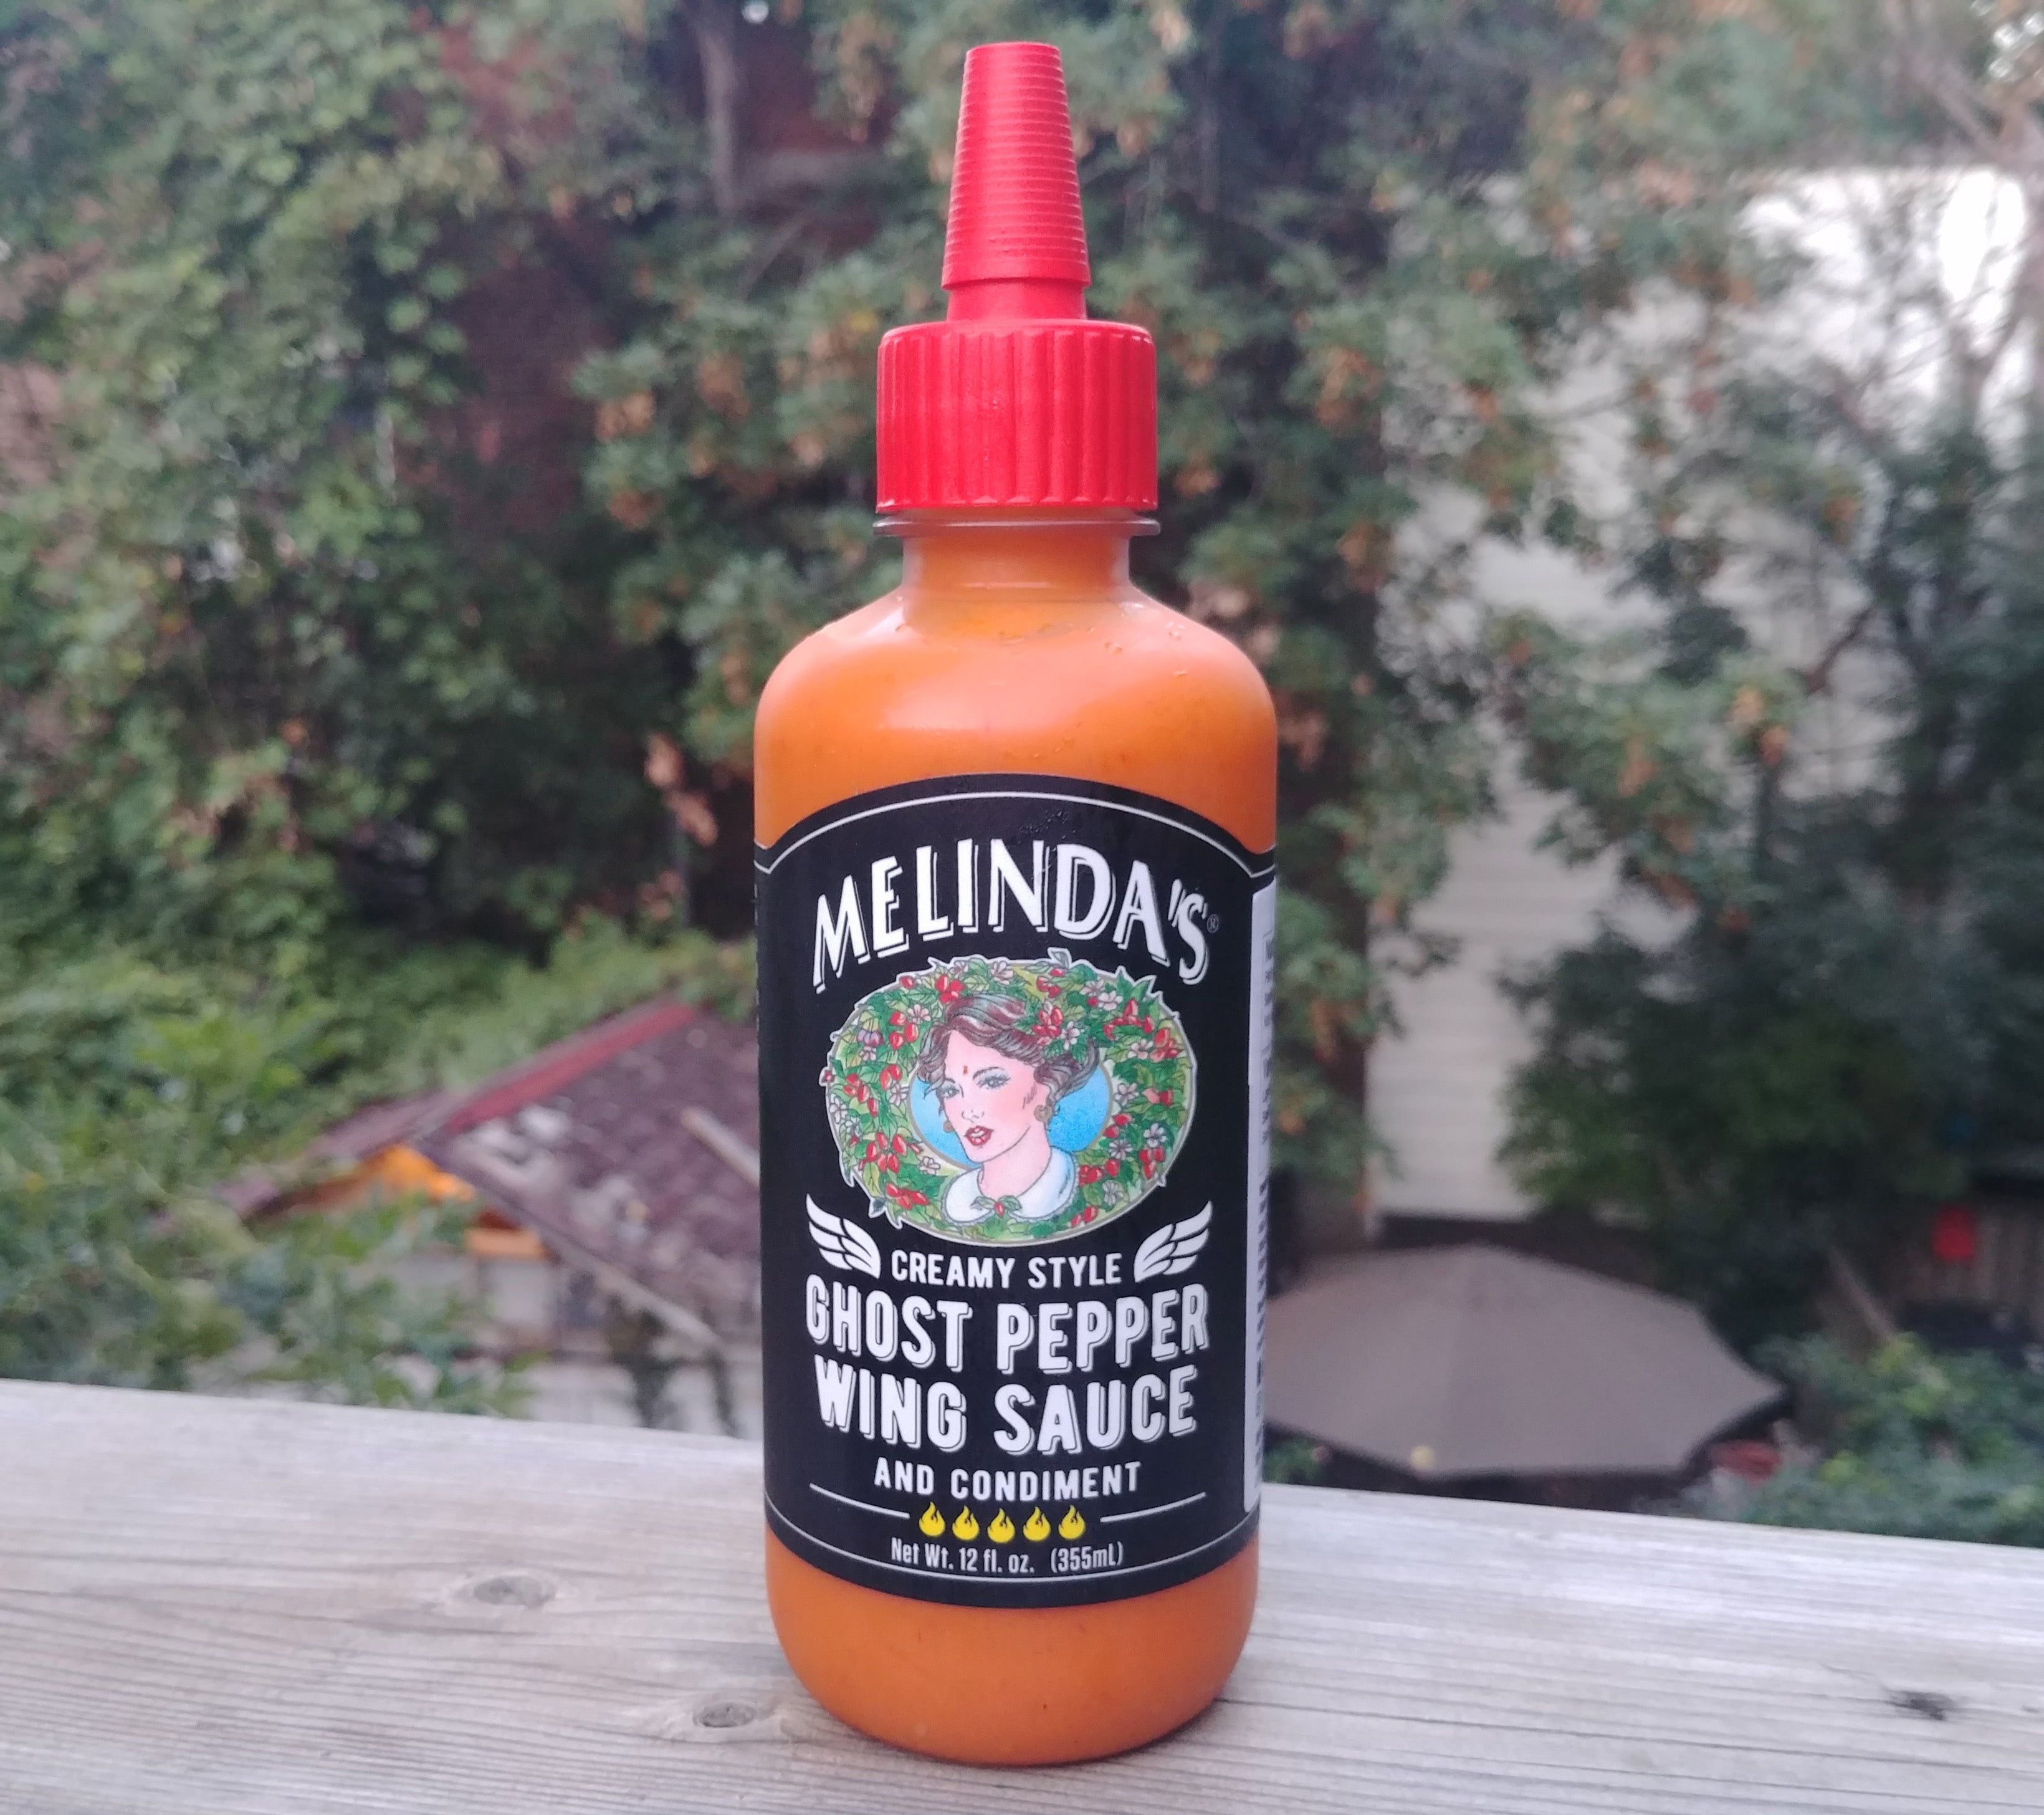 MELINDA'S®
CREAMY STYLE
GHOST PEPPER
WING SAUCE
AND CONDIMENT
Net Wt. 12 fl. oz. (355mL)